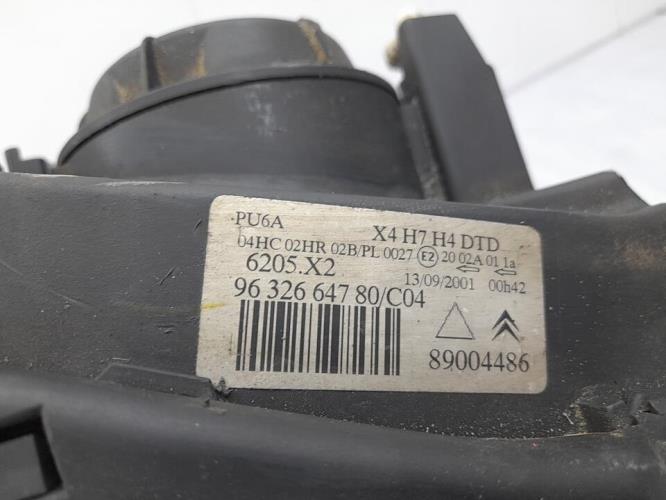 PU6A X4 H7 H4 DTD
04HC 02HR 02B/PL 0027 E2 20 02A 01 1a
6205.X2 13/09/2001 00h42
96 326 647 80/C04
89004486